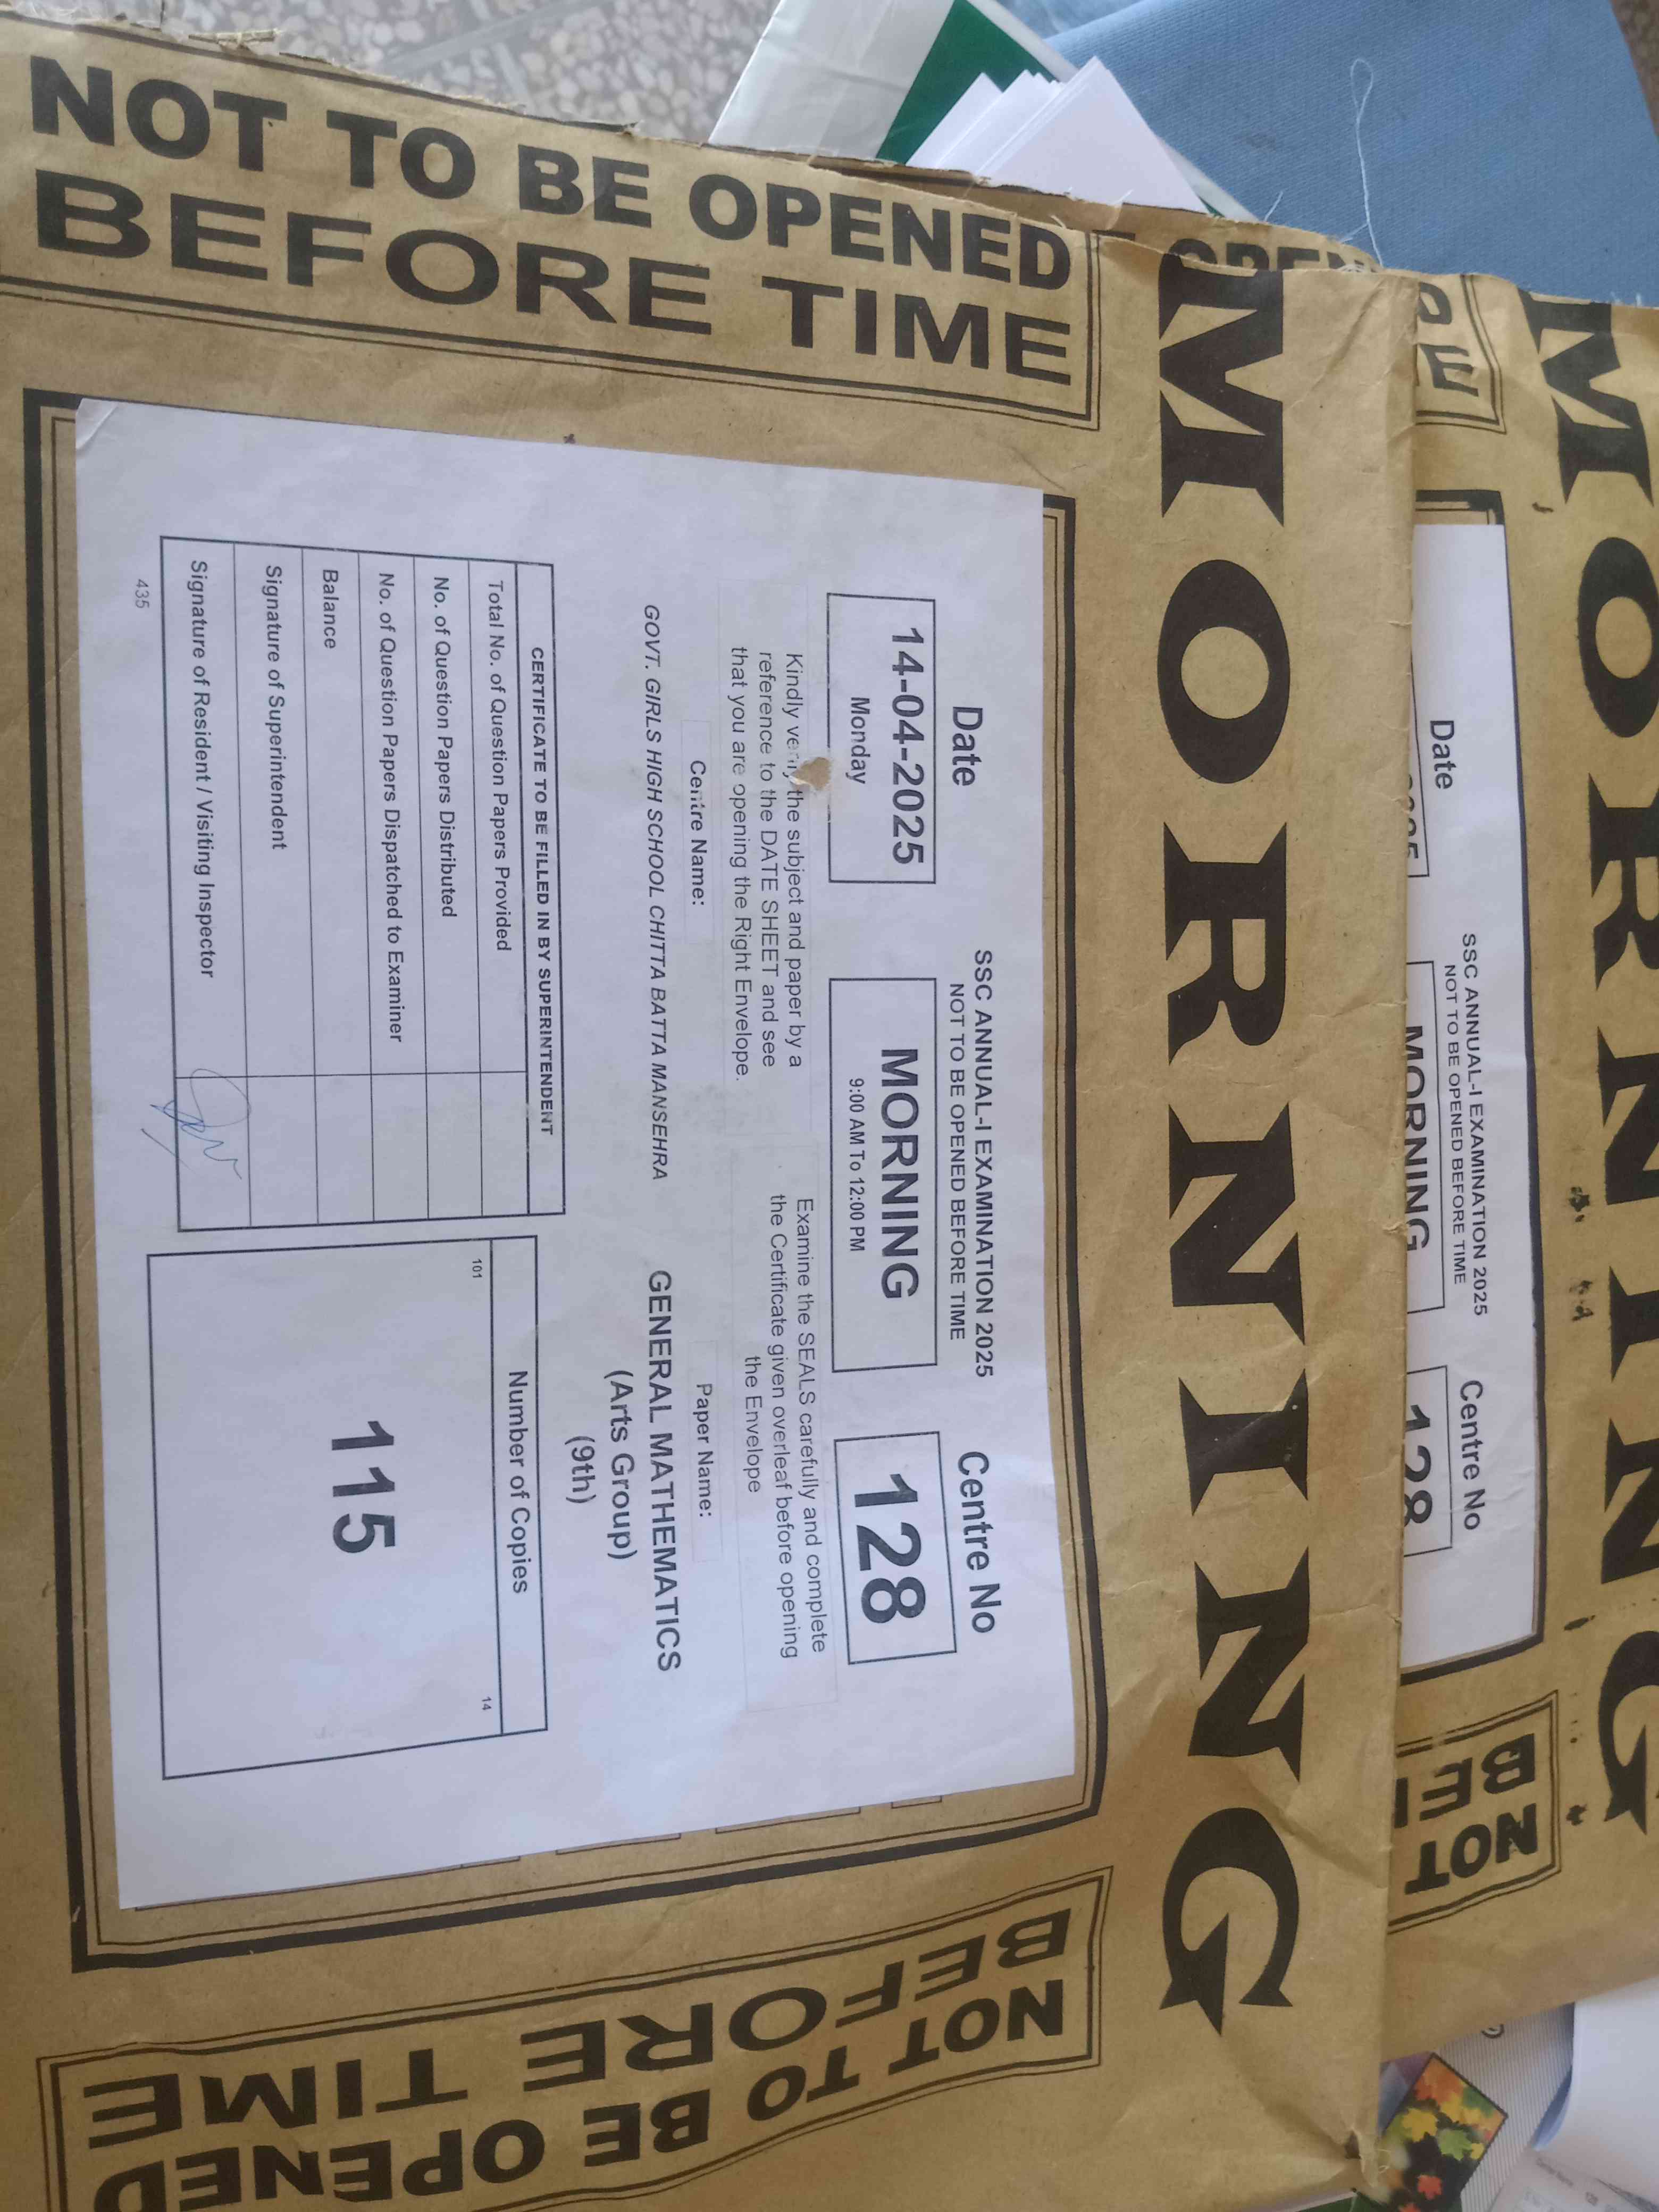 NOT TO BE OPENED
BEFORE TIME
MORNING
Date
14-04-2025
Monday
SSC ANNUAL-I EXAMINATION 2025
NOT TO BE OPENED BEFORE TIME
MORNING
9:00 AM To 12:00 PM
Centre No
128
Kindly verify the subject and paper by a
reference to the DATE SHEET and see
that you are opening the Right Envelope.
Examine the SEALS carefully and complete
the Certificate given overleaf before opening
the Envelope
Centre Name:
Paper Name:
GOVT. GIRLS HIGH SCHOOL CHITTA BATTA MANSEHRA
GENERAL MATHEMATICS
(Arts Group)
(9th)
CERTIFICATE TO BE FILLED IN BY SUPERINTENDENT
Total No. of Question Papers Provided
No. of Question Papers Distributed
No. of Question Papers Dispatched to Examiner
Balance
Signature of Superintendent
Signature of Resident / Visiting Inspector
435
Number of Copies
101
14
115
NOT TO BE OPENED
BEFORE TIME
MORNING
Date
SSC ANNUAL-I EXAMINATION 2025
NOT TO BE OPENED BEFORE TIME
MORNING
Centre No
128
OPEN
NOT
BE